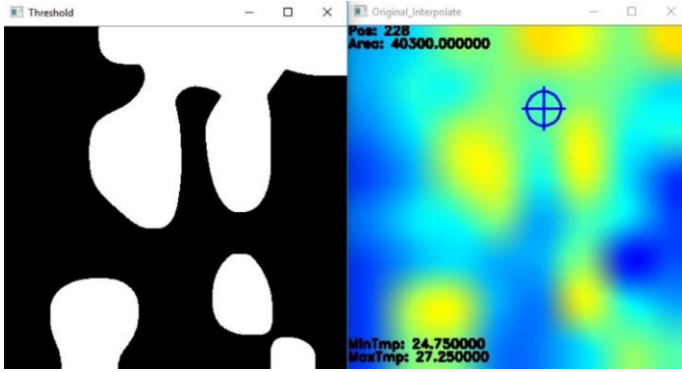 Threshold
Original_Interpolate
Pos: 228
Area: 40300.000000
MinTmp: 24.750000
MaxTmp: 27.250000